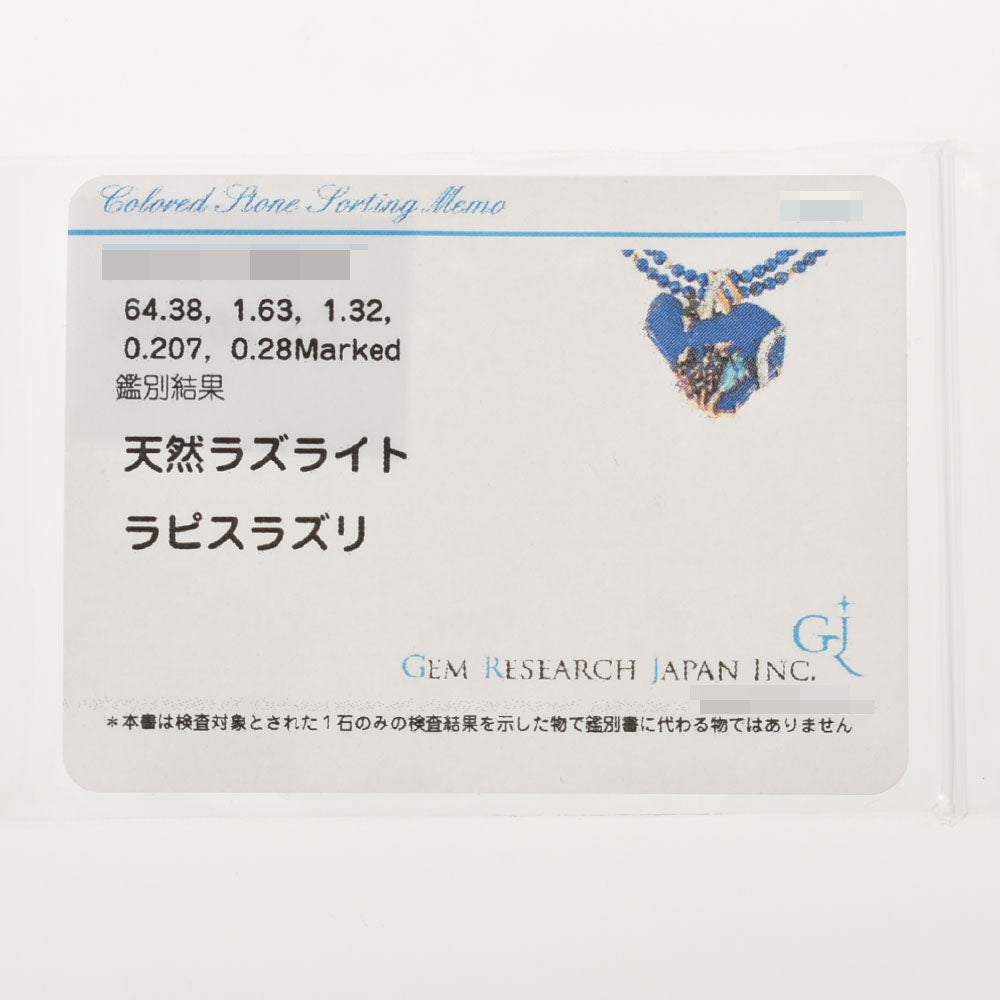 Colored Stone Sorting Memo
64.38, 1.63, 1.32,
0.207, 0.28Marked
鑑別結果
天然ラズライト
ラピスラズリ
GJ
GEM RESEARCH JAPAN INC.
＊本書は検査対象とされた１石のみの検査結果を示した物で鑑別書に代わる物ではありません